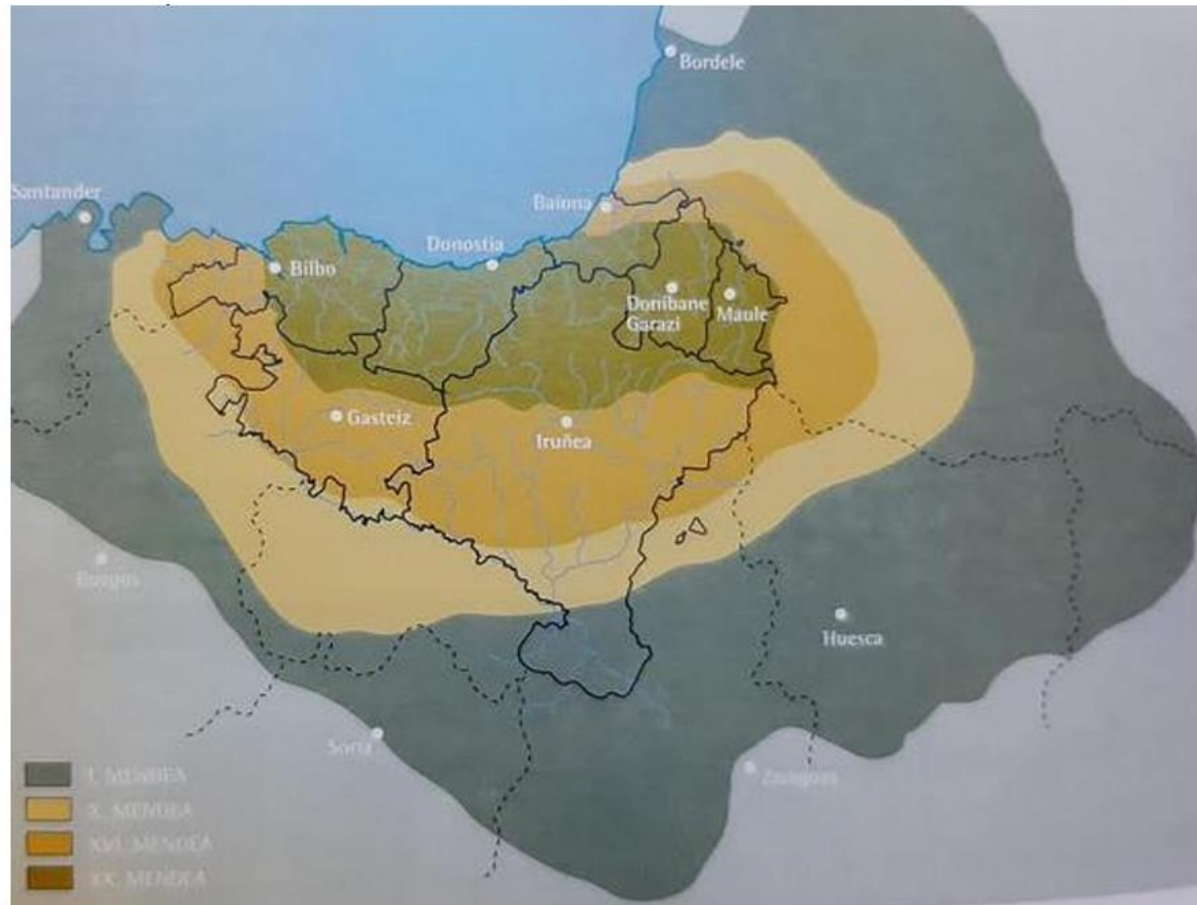 Bordele
Santander
Baiona
Donostia
Bilbo
Donibane
Garazi
Maule
Gasteiz
Iruñea
Burgos
Huesca
Soria
Zaragoza
I. MENDEA
X. MENDEA
XVI. MENDEA
XX. MENDEA